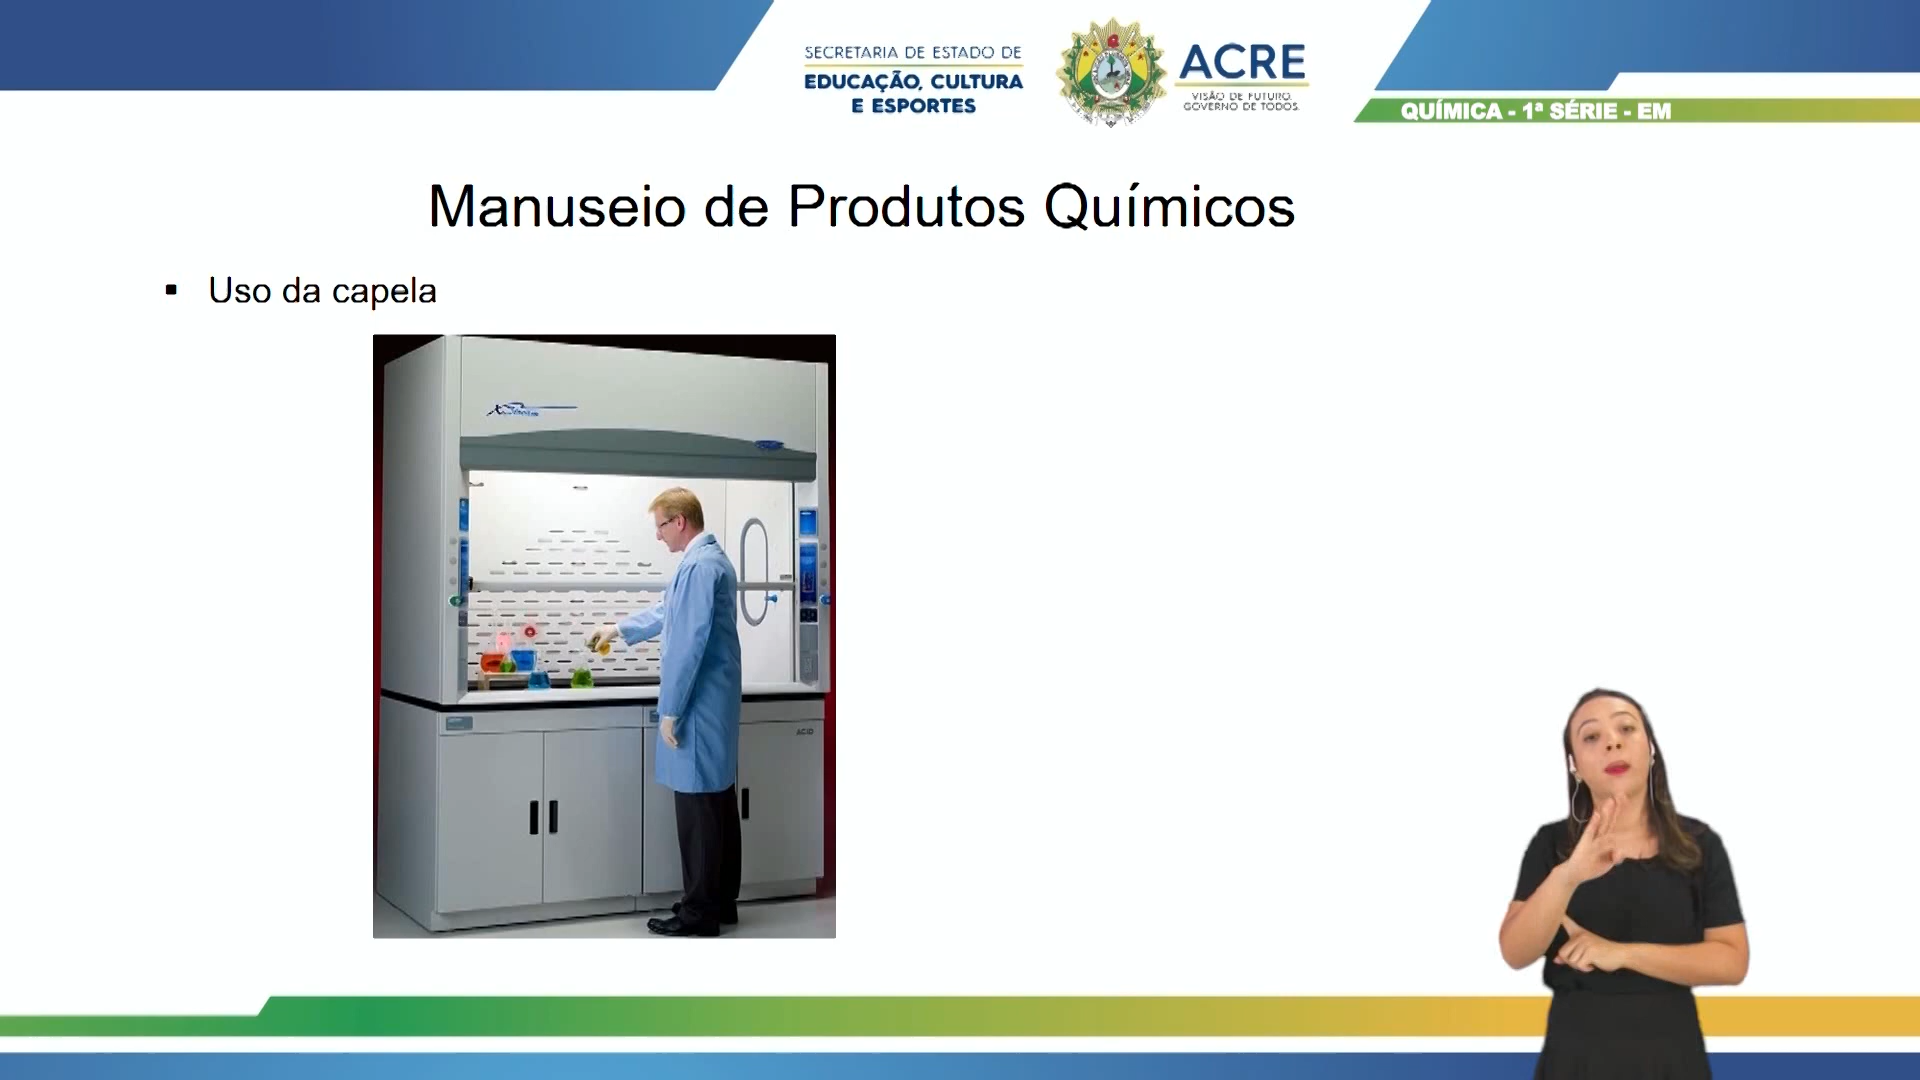 SECRETARIA DE ESTADO DE
EDUCAÇÃO, CULTURA
E ESPORTES
ACRE
VISÃO DE FUTURO.
GOVERNO DE TODOS.
QUÍMICA - 1ª SÉRIE - EM
Manuseio de Produtos Químicos
▪ Uso da capela
ACID